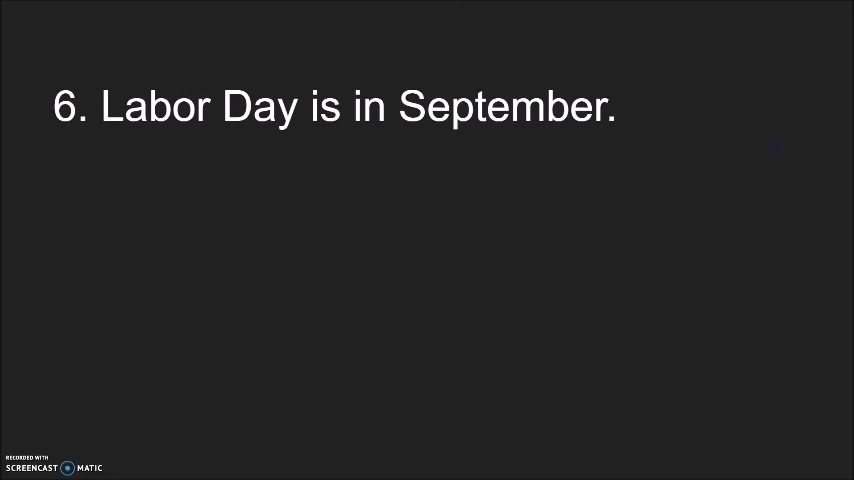 6. Labor Day is in September.
RECORDED WITH
SCREENCAST MATIC